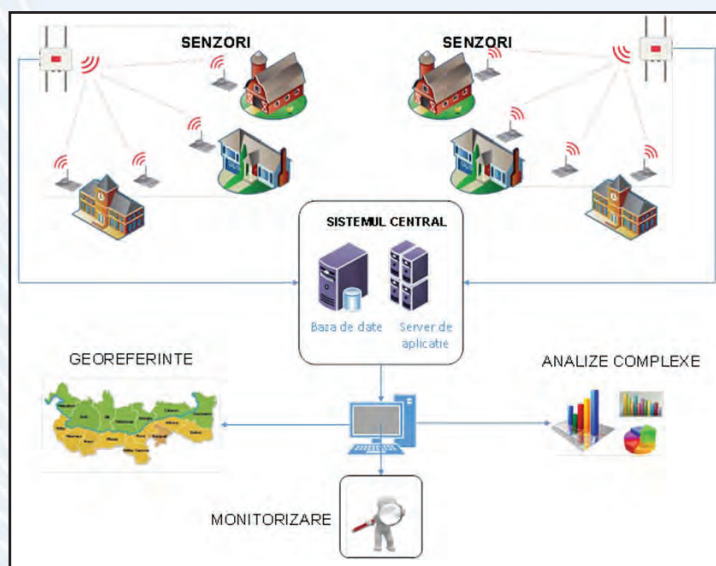 SENZORI
SENZORI
SISTEMUL CENTRAL
Baza de date
Server de
aplicatie
GEOREFERINTE
ANALIZE COMPLEXE
MONITORIZARE